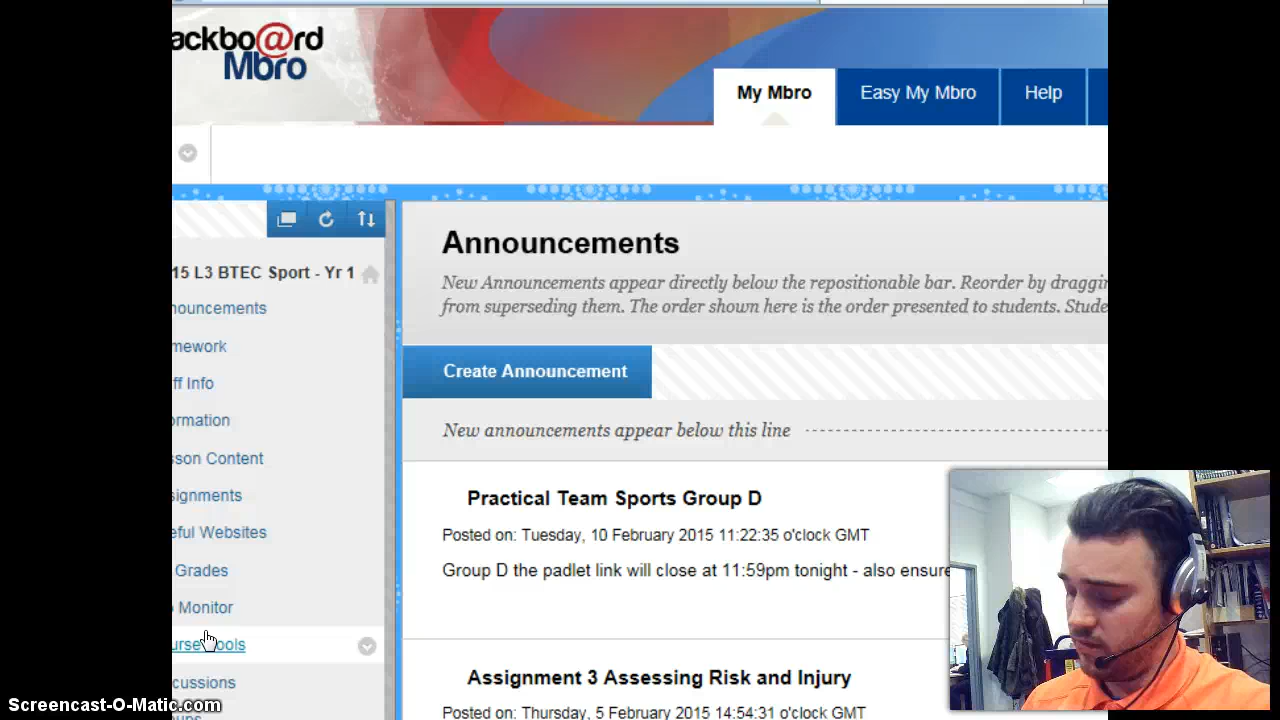 ackbo@rd
Mbro
My Mbro
Easy My Mbro
Help
15 L3 BTEC Sport - Yr 1
nouncements
mework
ff Info
ormation
sson Content
signments
eful Websites
Grades
Monitor
urse Tools
cussions
Announcements
New Announcements appear directly below the repositionable bar. Reorder by draggin
from superseding them. The order shown here is the order presented to students. Stude
Create Announcement
New announcements appear below this line
Practical Team Sports Group D
Posted on: Tuesday, 10 February 2015 11:22:35 o'clock GMT
Group D the padlet link will close at 11:59pm tonight - also ensure
Assignment 3 Assessing Risk and Injury
Posted on: Thursday, 5 February 2015 14:54:31 o'clock GMT
Screencast-O-Matic.com